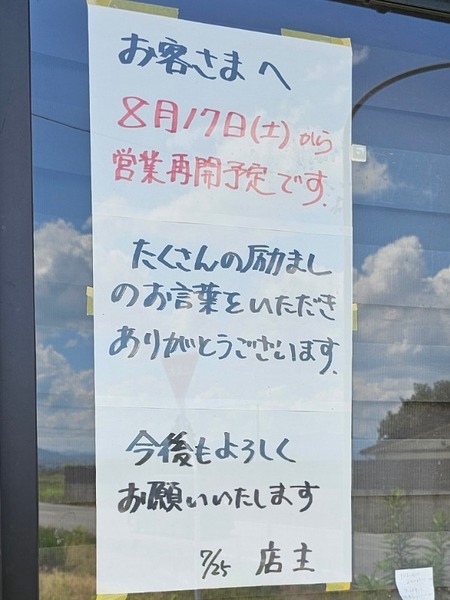 お客さまへ
8月17日(土)から
営業再開予定です.
たくさんの励まし
のお言葉をいただき
ありがとうございます.
今後もよろしく
お願いいたします
7/25 店主